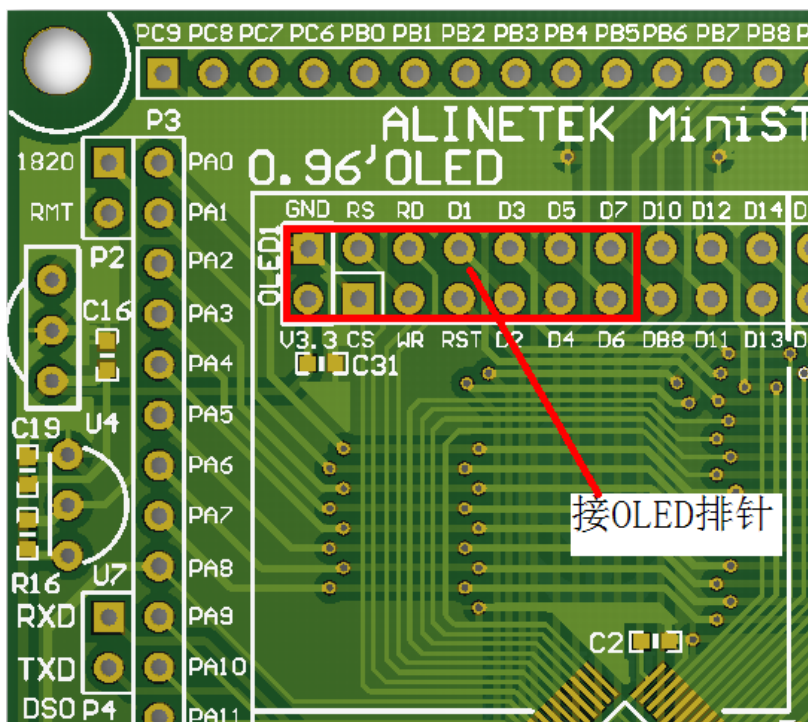 PC9 PC8 PC7 PC6 PB0 PB1 PB2 PB3 PB4 PB5 PB6 PB7 PB8
P3
ALINETEK MiniST
1820 PA0
0.96'OLED
RMT PA1
GND RS RD D1 D3 D5 D7 D10 D12 D14
P2 PA2
OLED1
C16 PA3
V3.3 CS WR RST D2 D4 D6 DB8 D11 D13
PA4 C31
C19 U4 PA5
PA6
PA7
接OLED排针
R16 U7 PA8
RXD PA9
C2
TXD PA10
DS0 P4 PA11